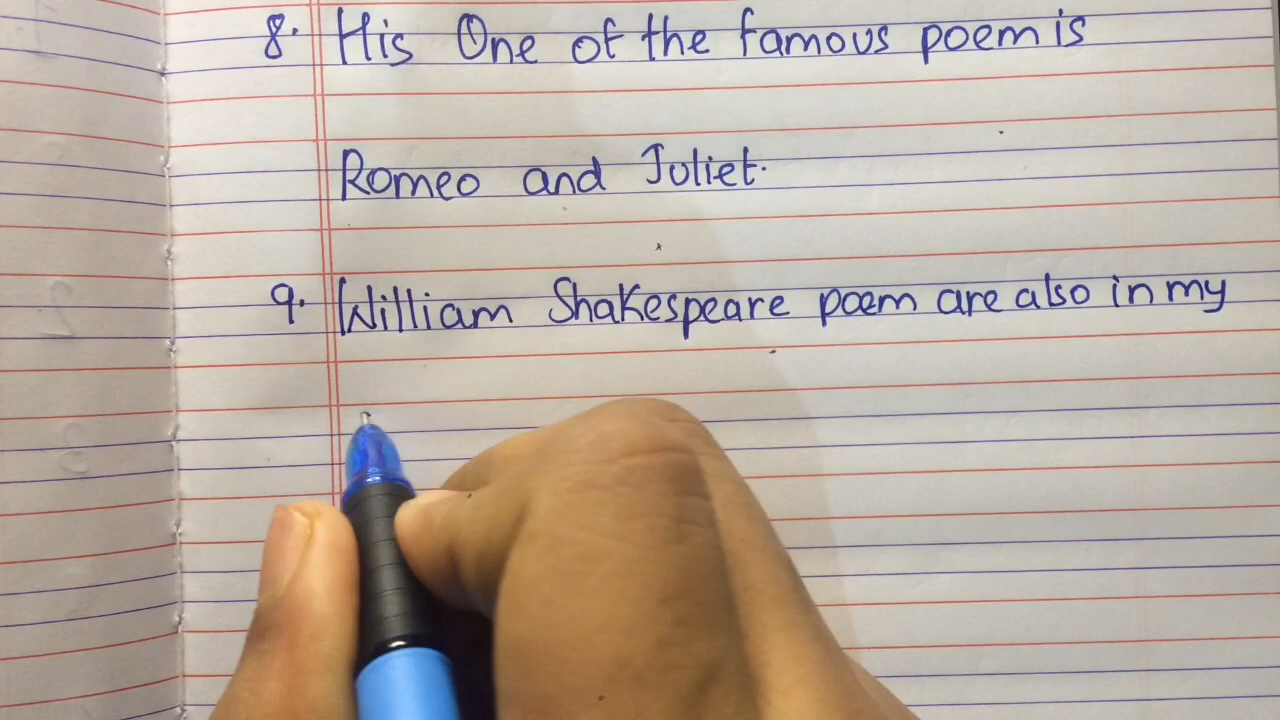 8. His One of the famous poem is
Romeo and Juliet.
9. William Shakespeare poem are also in my